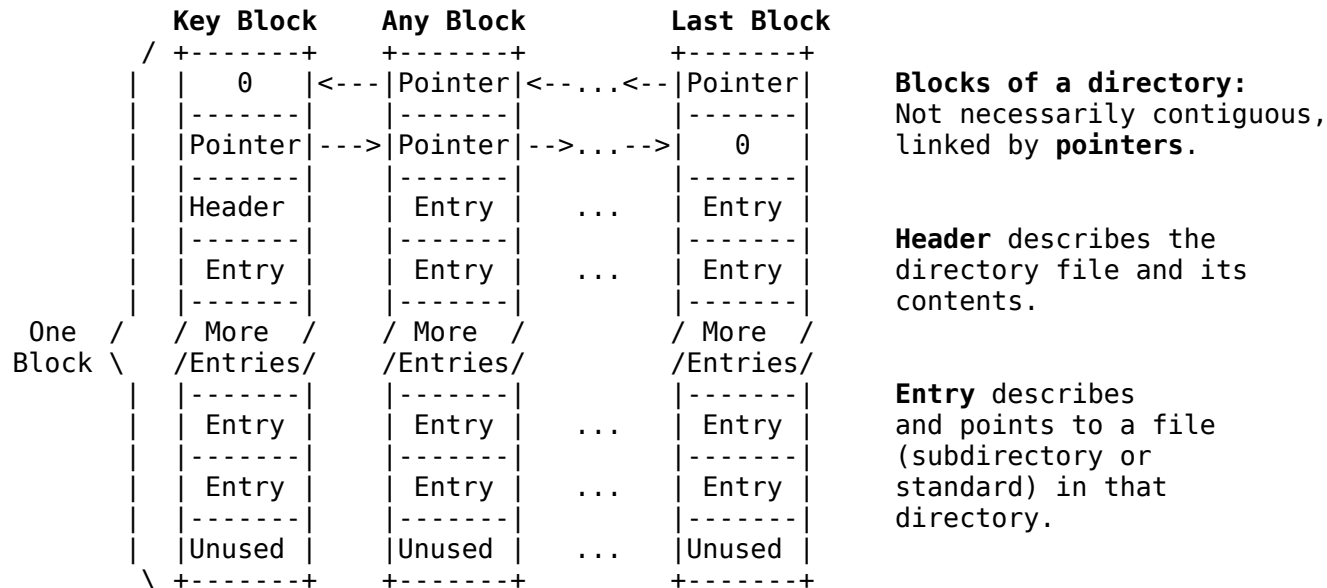 Key Block    Any Block         Last Block
        / +-------+    +-------+         +-------+
       |  |   0   |<---|Pointer|<--...<--|Pointer|     Blocks of a directory:
       |  |-------|    |-------|         |-------|     Not necessarily contiguous,
       |  |Pointer|--->|Pointer|-->...-->|   0   |     linked by pointers.
       |  |-------|    |-------|         |-------|
       |  |Header |    | Entry |   ...   | Entry |
       |  |-------|    |-------|         |-------|     Header describes the
       |  | Entry |    | Entry |   ...   | Entry |     directory file and its
       |  |-------|    |-------|         |-------|     contents.
 One  /   / More  /    / More  /         / More  /
Block \   /Entries/    /Entries/         /Entries/
       |  |-------|    |-------|         |-------|     Entry describes
       |  | Entry |    | Entry |   ...   | Entry |     and points to a file
       |  |-------|    |-------|         |-------|     (subdirectory or
       |  | Entry |    | Entry |   ...   | Entry |     standard) in that
       |  |-------|    |-------|         |-------|     directory.
       |  |Unused |    |Unused |   ...   |Unused |
        \ +-------+    +-------+         +-------+